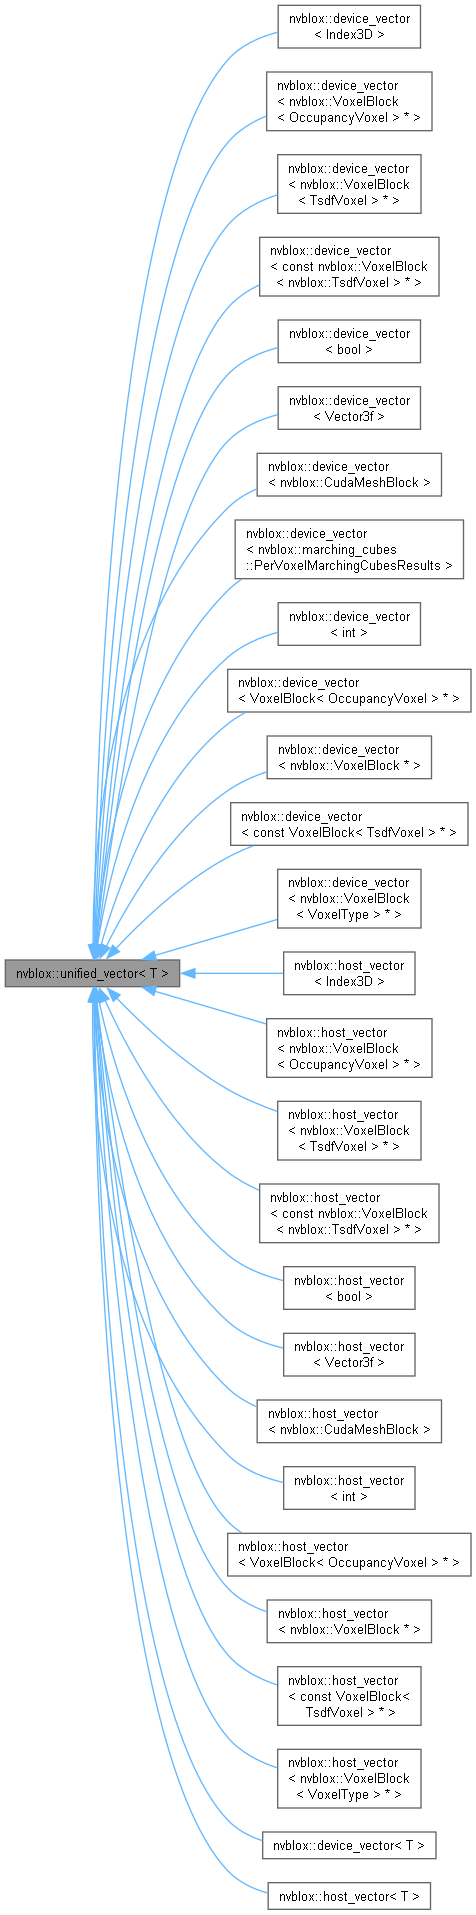 nvblox::device_vector
< Index3D >
nvblox::device_vector
< nvblox::VoxelBlock
< OccupancyVoxel > * >
nvblox::device_vector
< nvblox::VoxelBlock
< TsdfVoxel > * >
nvblox::device_vector
< const nvblox::VoxelBlock
< nvblox::TsdfVoxel > * >
nvblox::device_vector
< bool >
nvblox::device_vector
< Vector3f >
nvblox::device_vector
< nvblox::CudaMeshBlock >
nvblox::device_vector
< nvblox::marching_cubes
::PerVoxelMarchingCubesResults >
nvblox::device_vector
< int >
nvblox::device_vector
< VoxelBlock< OccupancyVoxel > * >
nvblox::device_vector
< nvblox::VoxelBlock * >
nvblox::device_vector
< const VoxelBlock< TsdfVoxel > * >
nvblox::device_vector
< nvblox::VoxelBlock
< VoxelType > * >
nvblox::unified_vector< T >
nvblox::host_vector
< Index3D >
nvblox::host_vector
< nvblox::VoxelBlock
< OccupancyVoxel > * >
nvblox::host_vector
< nvblox::VoxelBlock
< TsdfVoxel > * >
nvblox::host_vector
< const nvblox::VoxelBlock
< nvblox::TsdfVoxel > * >
nvblox::host_vector
< bool >
nvblox::host_vector
< Vector3f >
nvblox::host_vector
< nvblox::CudaMeshBlock >
nvblox::host_vector
< int >
nvblox::host_vector
< VoxelBlock< OccupancyVoxel > * >
nvblox::host_vector
< nvblox::VoxelBlock * >
nvblox::host_vector
< const VoxelBlock<
TsdfVoxel > * >
nvblox::host_vector
< nvblox::VoxelBlock
< VoxelType > * >
nvblox::device_vector< T >
nvblox::host_vector< T >